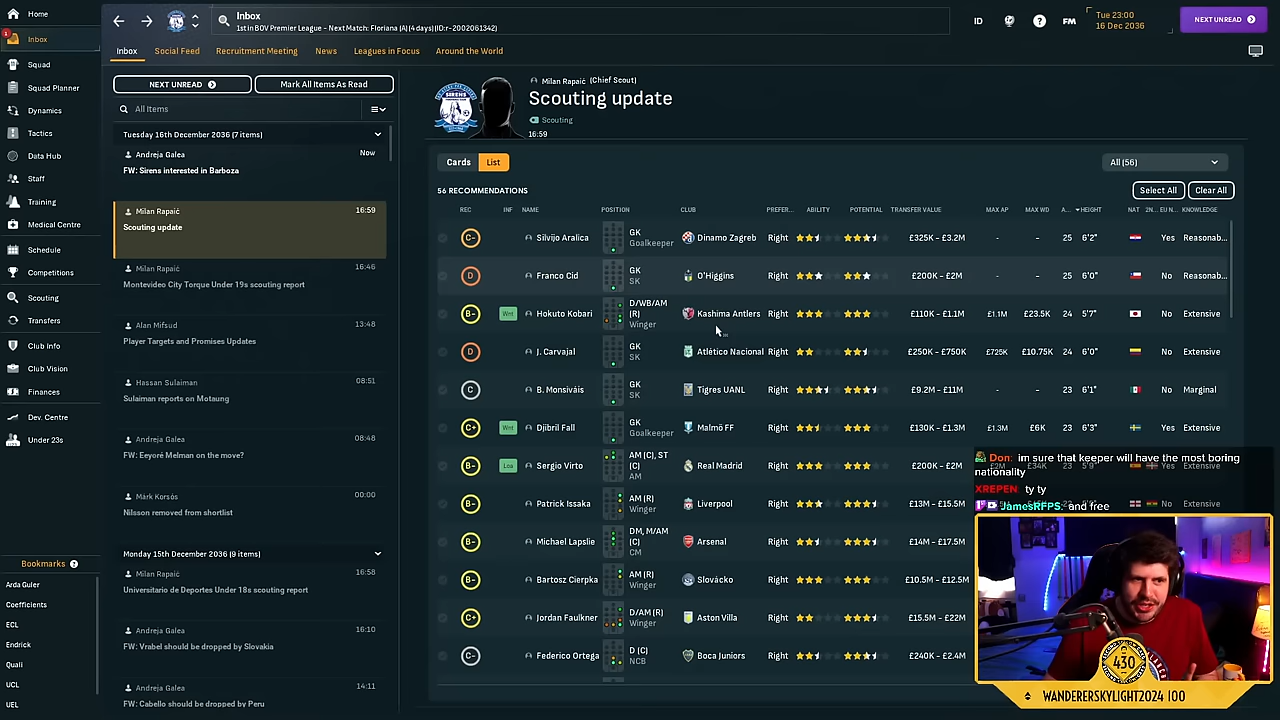 Home
Inbox
1
Squad
Squad Planner
Dynamics
Tactics
Data Hub
Staff
Training
Medical Centre
Schedule
Competitions
Scouting
Transfers
Club Info
Club Vision
Finances
Dev. Centre
Under 23s
Bookmarks
Arda Guler
Coefficients
ECL
Endrick
Quali
UCL
UEL
Inbox
1st in BOV Premier League - Next Match: Floriana (A) (4 days) (ID:r-2002061342)
ID
FM
Tue 23:00
16 Dec 2036
NEXT UNREAD
Inbox Social Feed Recruitment Meeting News Leagues in Focus Around the World
NEXT UNREAD Mark All Items As Read
All Items
Tuesday 16th December 2036 (7 items)
Andreja Galea Now
FW: Sirens interested in Barboza
Milan Rapaić 16:59
Scouting update
Milan Rapaić 16:46
Montevideo City Torque Under 19s scouting report
Alan Mifsud 13:48
Player Targets and Promises Updates
Hassan Sulaiman 08:51
Sulaiman reports on Motaung
Andreja Galea 08:48
FW: Eeyoré Melman on the move?
Márk Korsós 00:00
Nilsson removed from shortlist
Monday 15th December 2036 (9 items)
Milan Rapaić 16:58
Universitario de Deportes Under 18s scouting report
Andreja Galea 16:10
FW: Vrabel should be dropped by Slovakia
Andreja Galea 14:11
FW: Cabello should be dropped by Peru
SIRENS
Milan Rapaić (Chief Scout)
Scouting update
Scouting
16:59
Cards List All (56)
56 RECOMMENDATIONS Select All Clear All
REC INF NAME POSITION CLUB PREFER... ABILITY POTENTIAL TRANSFER VALUE MAX AP MAX WD A... HEIGHT NAT 2N... EU N... KNOWLEDGE
C- Silvijo Aralica GK Goalkeeper Dinamo Zagreb Right £325K - £3.2M - - 25 6'2" Yes Reasonab...
D Franco Cid GK SK O'Higgins Right £200K - £2M - - 25 6'0" No Reasonab...
B- Wnt Hokuto Kobari D/WB/AM (R) Winger Kashima Antlers Right £110K - £1.1M £1.1M £23.5K 24 5'7" No Extensive
D J. Carvajal GK SK Atlético Nacional Right £250K - £750K £725K £10.75K 24 6'0" No Extensive
C B. Monsiváis GK SK Tigres UANL Right £9.2M - £11M - - 23 6'1" No Marginal
C+ Wnt Djibril Fall GK Goalkeeper Malmö FF Right £130K - £1.3M £1.3M £6K 23 6'3" Yes Extensive
B- Loa Sergio Virto AM (C), ST (C) AM Real Madrid Right £200K - £2M
B- Patrick Issaka AM (R) Winger Liverpool Right £13M - £15.5M
B- Michael Lapslie DM, M/AM (C) CM Arsenal Right £14M - £17.5M
B- Bartosz Cierpka AM (R) Winger Slovácko Right £10.5M - £12.5M
C+ Jordan Faulkner D/AM (R) Winger Aston Villa Right £15.5M - £22M
C- Federico Ortega D (C) NCB Boca Juniors Right £240K - £2.4M
Don: im sure that keeper will have the most boring
nationality
XREPEN ty ty
JamesRFPS: and free
430
WANDERERSKYLIGHT2024 100